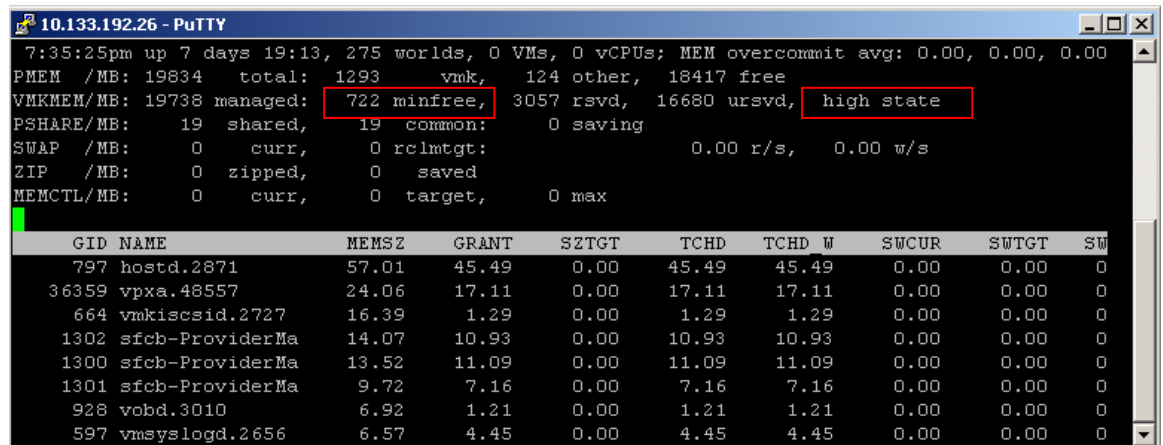 10.133.192.26 - PuTTY
7:35:25pm up 7 days 19:13, 275 worlds, 0 VMs, 0 vCPUs; MEM overcommit avg: 0.00, 0.00, 0.00
PMEM /MB: 19834 total: 1293 vmk, 124 other, 18417 free
VMKMEM/MB: 19738 managed: 722 minfree, 3057 rsvd, 16680 ursvd, high state
PSHARE/MB: 19 shared, 19 common: 0 saving
SWAP /MB: 0 curr, 0 rclmtgt: 0.00 r/s, 0.00 w/s
ZIP /MB: 0 zipped, 0 saved
MEMCTL/MB: 0 curr, 0 target, 0 max
GID NAME MEMSZ GRANT SZTGT TCHD TCHD_W SWCUR SWTGT SW
797 hostd.2871 57.01 45.49 0.00 45.49 45.49 0.00 0.00 0
36359 vpxa.48557 24.06 17.11 0.00 17.11 17.11 0.00 0.00 0
664 vmkiscsid.2727 16.39 1.29 0.00 1.29 1.29 0.00 0.00 0
1302 sfcb-ProviderMa 14.07 10.93 0.00 10.93 10.93 0.00 0.00 0
1300 sfcb-ProviderMa 13.52 11.09 0.00 11.09 11.09 0.00 0.00 0
1301 sfcb-ProviderMa 9.72 7.16 0.00 7.16 7.16 0.00 0.00 0
928 vobd.3010 6.92 1.21 0.00 1.21 1.21 0.00 0.00 0
597 vmsyslogd.2656 6.57 4.45 0.00 4.45 4.45 0.00 0.00 0